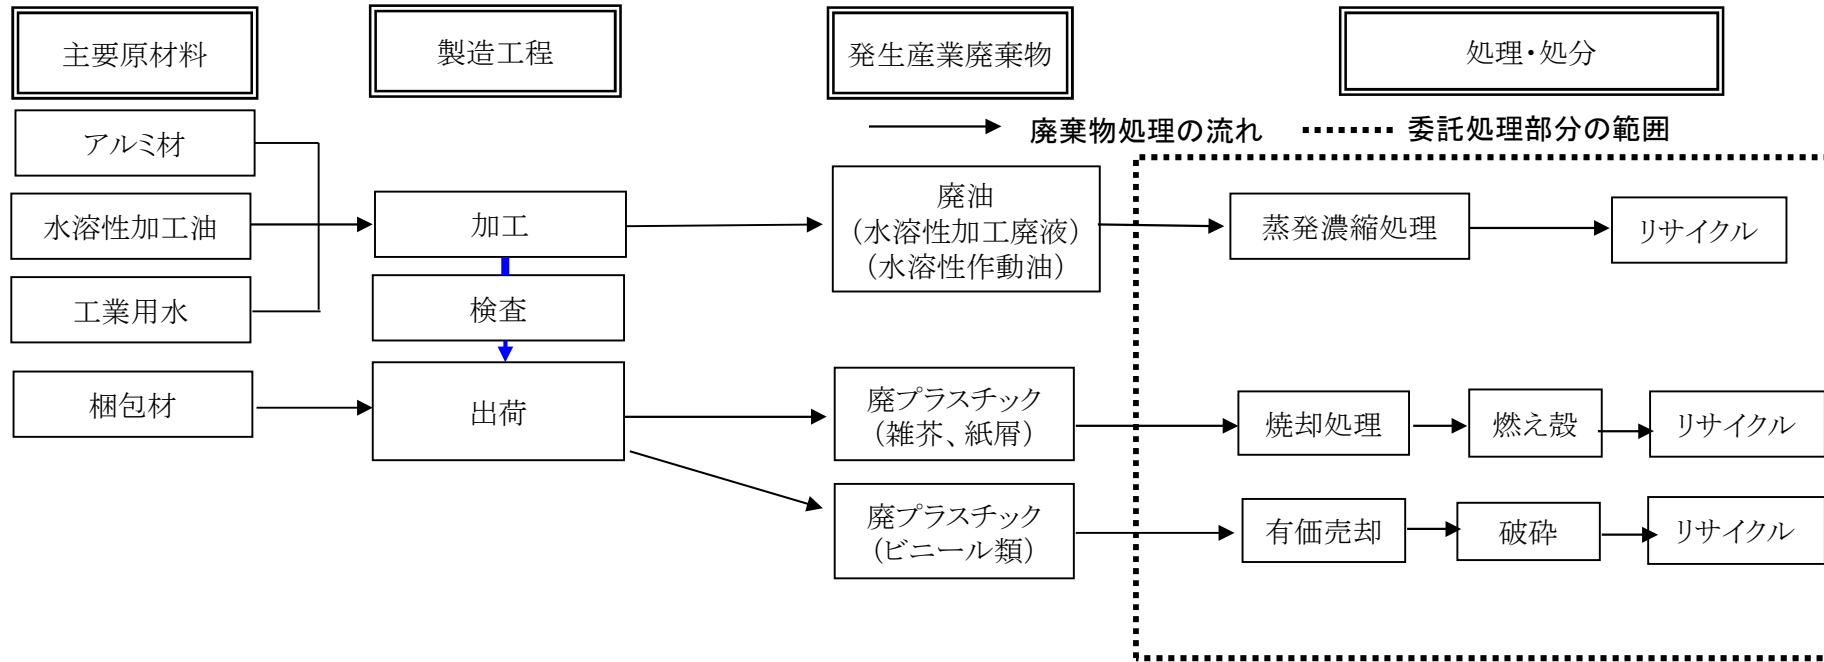 主要原材料
製造工程
発生産業廃棄物
処理・処分
廃棄物処理の流れ
委託処理部分の範囲
アルミ材
水溶性加工油
工業用水
梱包材
加工
検査
出荷
廃油
（水溶性加工廃液）
（水溶性作動油）
蒸発濃縮処理
リサイクル
廃プラスチック
（雑芥、紙屑）
焼却処理
燃え殻
リサイクル
廃プラスチック
（ビニール類）
有価売却
破砕
リサイクル